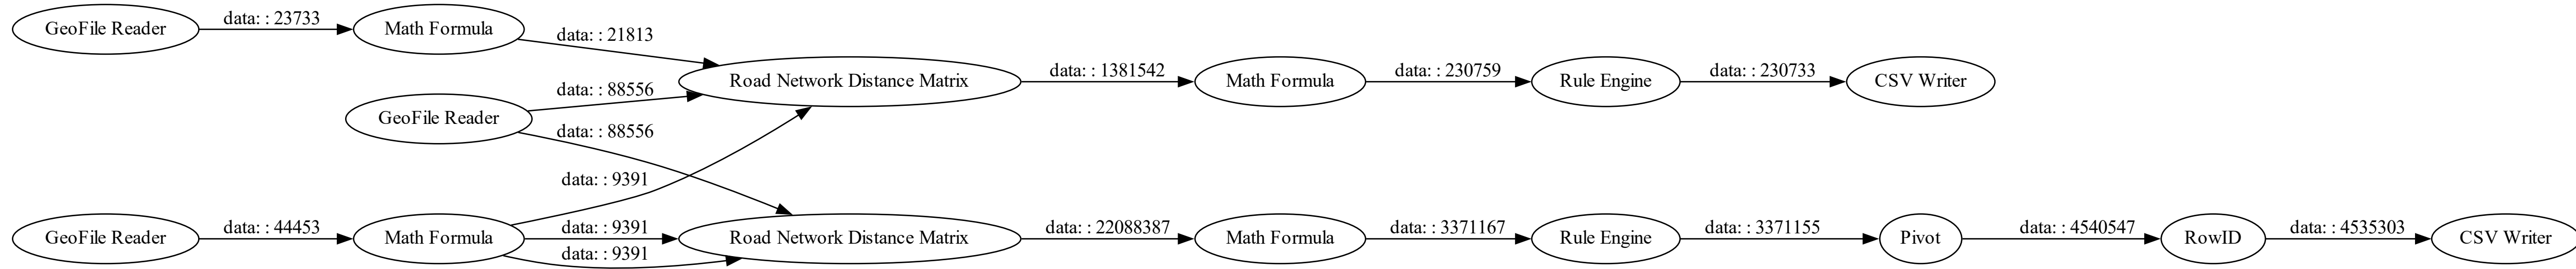 GeoFile Reader
data: : 23733
Math Formula
data: : 21813
GeoFile Reader
data: : 88556
data: : 88556
Road Network Distance Matrix
data: : 1381542
Math Formula
data: : 230759
Rule Engine
data: : 230733
CSV Writer
data: : 9391
GeoFile Reader
data: : 44453
Math Formula
data: : 9391
data: : 9391
Road Network Distance Matrix
data: : 22088387
Math Formula
data: : 3371167
Rule Engine
data: : 3371155
Pivot
data: : 4540547
RowID
data: : 4535303
CSV Writer